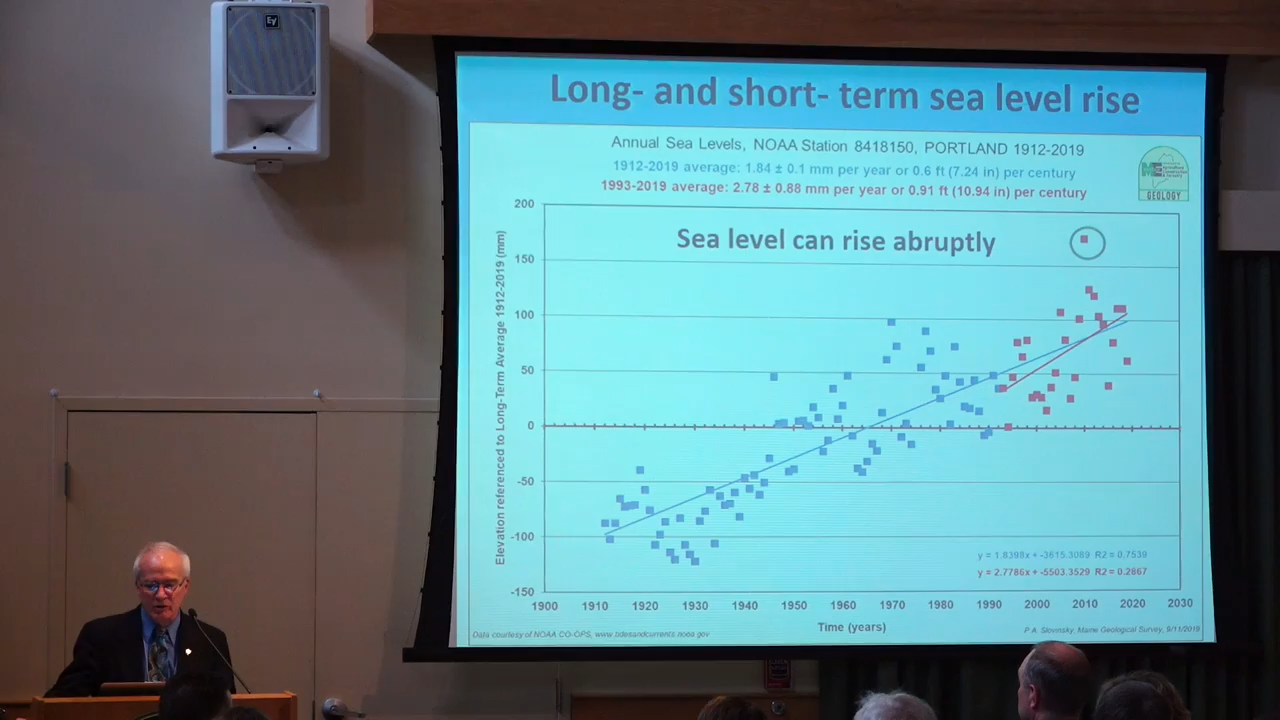 EV
Long- and short- term sea level rise
Annual Sea Levels, NOAA Station 8418150, PORTLAND 1912-2019
1912-2019 average: 1.84 ± 0.1 mm per year or 0.6 ft (7.24 in) per century
1993-2019 average: 2.78 ± 0.88 mm per year or 0.91 ft (10.94 in) per century
ME
GEOLOGY
Sea level can rise abruptly
Elevation referenced to Long-Term Average 1912-2019 (mm)
200
150
100
50
0
-50
-100
-150
y = 1.8398x + -3615.3089 R2 = 0.7539
y = 2.7786x + -5503.3529 R2 = 0.2867
1900 1910 1920 1930 1940 1950 1960 1970 1980 1990 2000 2010 2020 2030
Time (years)
Data courtesy of NOAA CO-OPS, www.tidesandcurrents.noaa.gov
P.A. Slovinsky, Maine Geological Survey, 9/11/2019